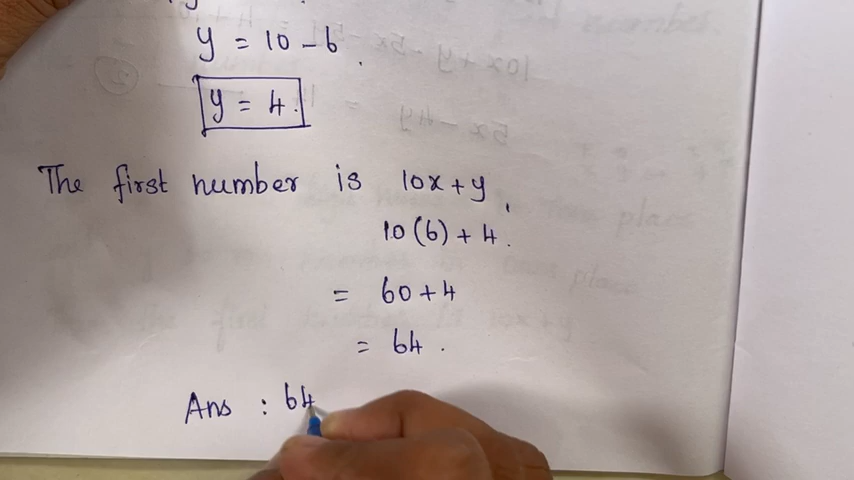 y = 10 - 6.
y = 4.
The first number is 10x + y,
10(6) + 4.
= 60 + 4
= 64.
Ans : 64